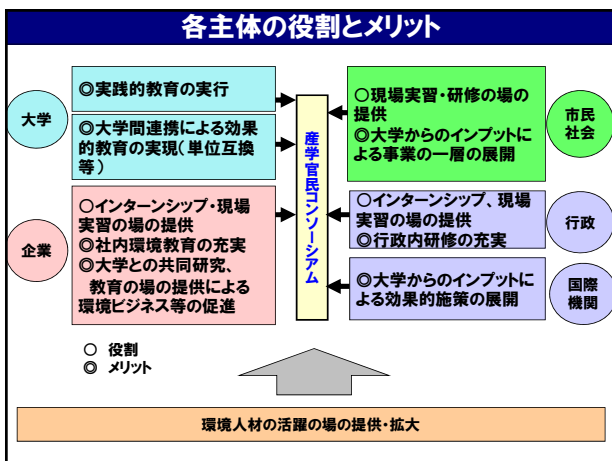 各主体の役割とメリット
大学
◎実践的教育の実行
◎大学間連携による効果
的教育の実現(単位互換
等)
企業
○インターンシップ・現場
実習の場の提供
◎社内環境教育の充実
◎大学との共同研究、
教育の場の提供による
環境ビジネス等の促進
産学官民コンソーシアム
○現場実習・研修の場の
提供
◎大学からのインプットに
よる事業の一層の展開
市民
社会
○インターンシップ、現場
実習の場の提供
◎行政内研修の充実
行政
◎大学からのインプットに
よる効果的施策の展開
国際
機関
○ 役割
◎ メリット
環境人材の活躍の場の提供・拡大